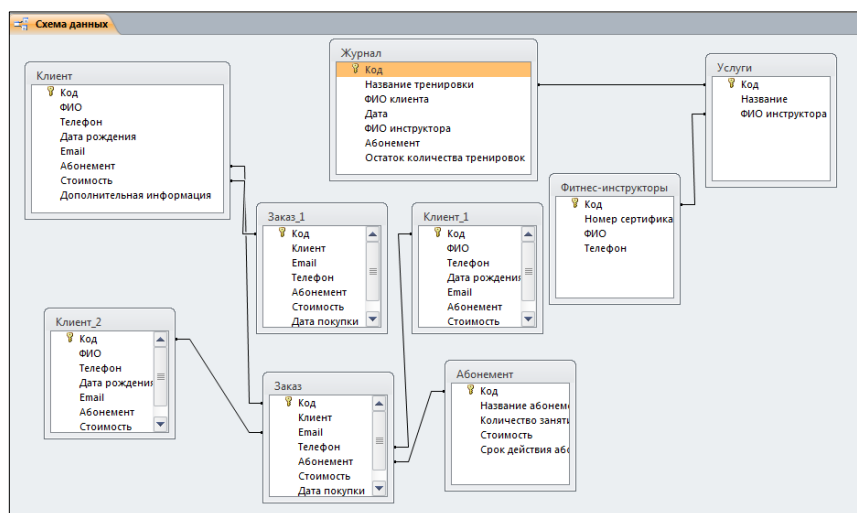 Схема данных
Клиент
Код
ФИО
Телефон
Дата рождения
Email
Абонемент
Стоимость
Дополнительная информация
Журнал
Код
Название тренировки
ФИО клиента
Дата
ФИО инструктора
Абонемент
Остаток количества тренировок
Услуги
Код
Название
ФИО инструктора
Фитнес-инструкторы
Код
Номер сертифика
ФИО
Телефон
Заказ_1
Код
Клиент
Email
Телефон
Абонемент
Стоимость
Дата покупки
Клиент_1
Код
ФИО
Телефон
Дата рождения
Email
Абонемент
Стоимость
Клиент_2
Код
ФИО
Телефон
Дата рождения
Email
Абонемент
Стоимость
Заказ
Код
Клиент
Email
Телефон
Абонемент
Стоимость
Дата покупки
Абонемент
Код
Название абонем
Количество заняти
Стоимость
Срок действия або